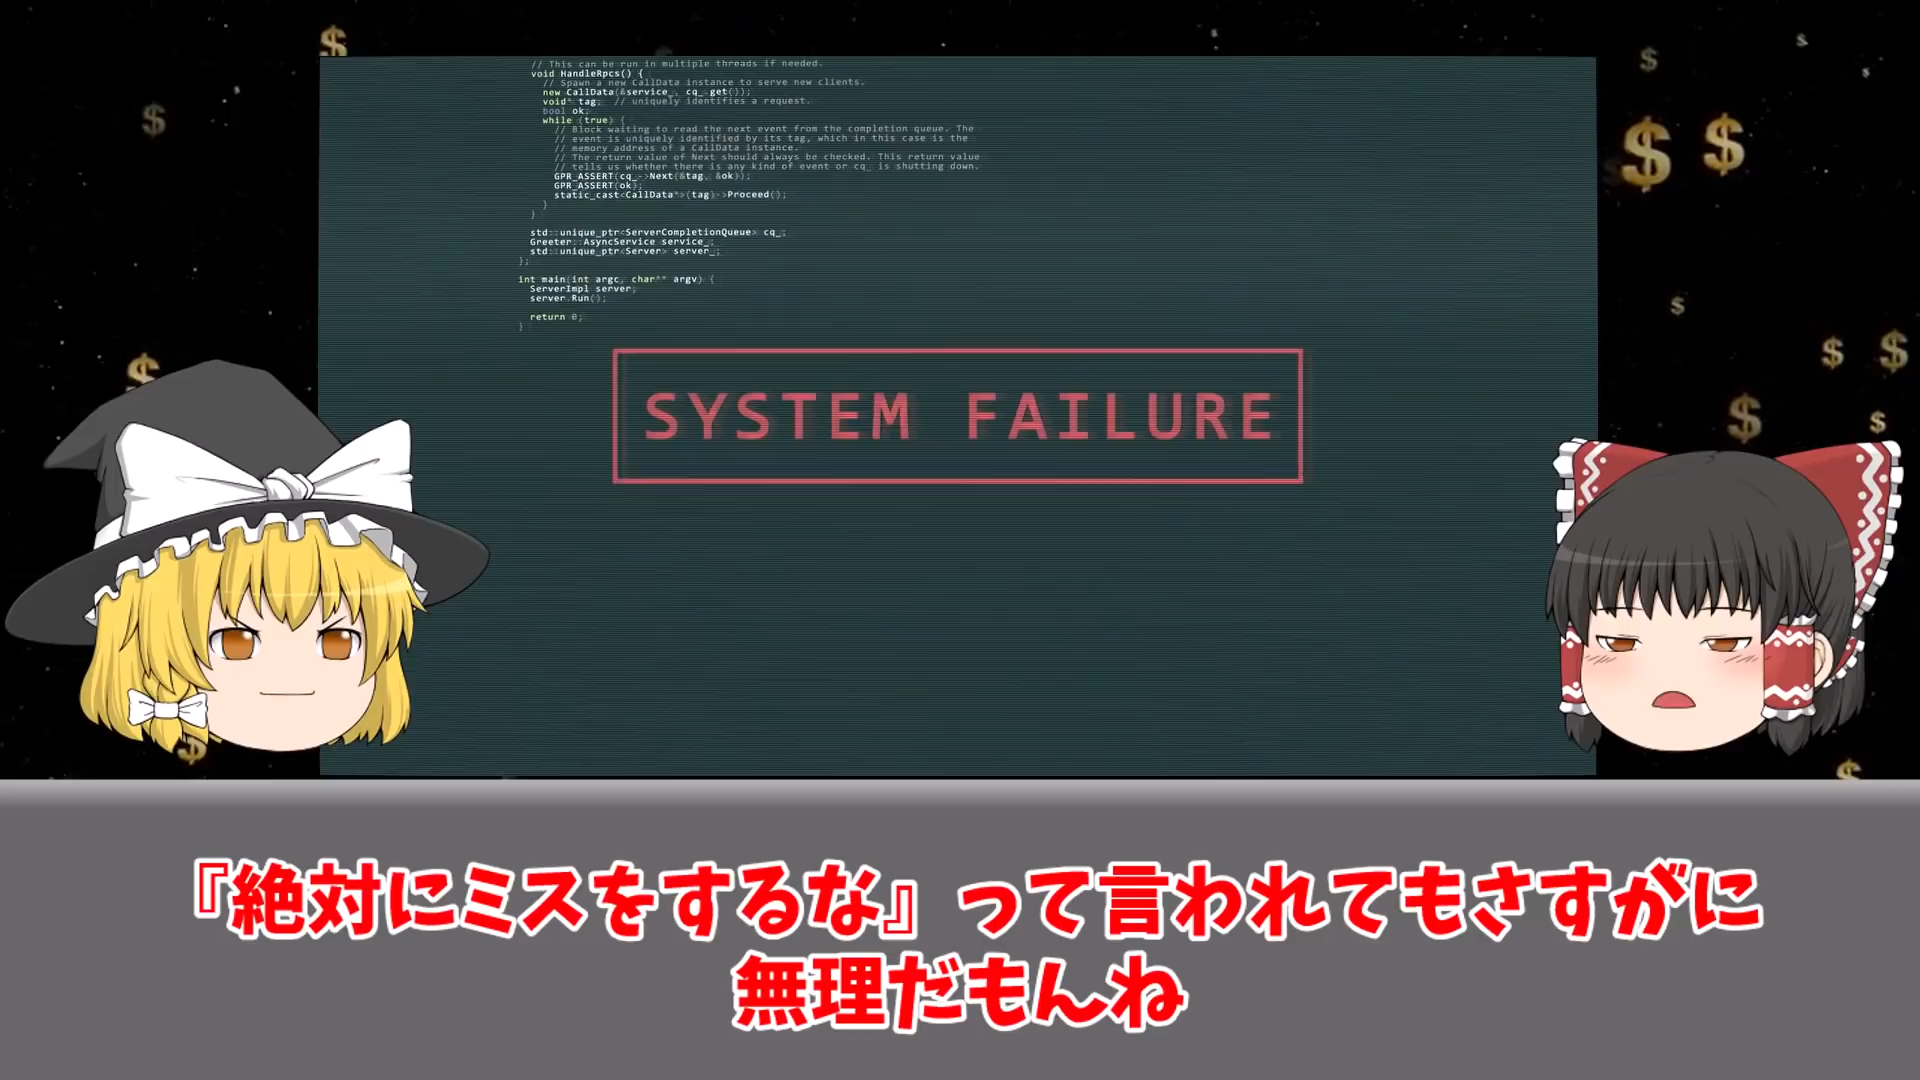 // This can be run in multiple threads if needed.
void HandleRpcs() {
// Spawn a new CallData instance to serve new clients.
new CallData(&service_, cq_.get());
void* tag;  // uniquely identifies a request.
bool ok;
while (true) {
// Block waiting to read the next event from the completion queue. The
// event is uniquely identified by its tag, which in this case is the
// memory address of a CallData instance.
// The return value of Next should always be checked. This return value
// tells us whether there is any kind of event or cq_ is shutting down.
GPR_ASSERT(cq_->Next(&tag, &ok));
GPR_ASSERT(ok);
static_cast<CallData*>(tag)->Proceed();
}
}
std::unique_ptr<ServerCompletionQueue> cq_;
Greeter::AsyncService service_;
std::unique_ptr<Server> server_;
};
int main(int argc, char** argv) {
ServerImpl server;
server.Run();
return 0;
}
SYSTEM FAILURE
『絶対にミスをするな』って言われてもさすがに
無理だもんね